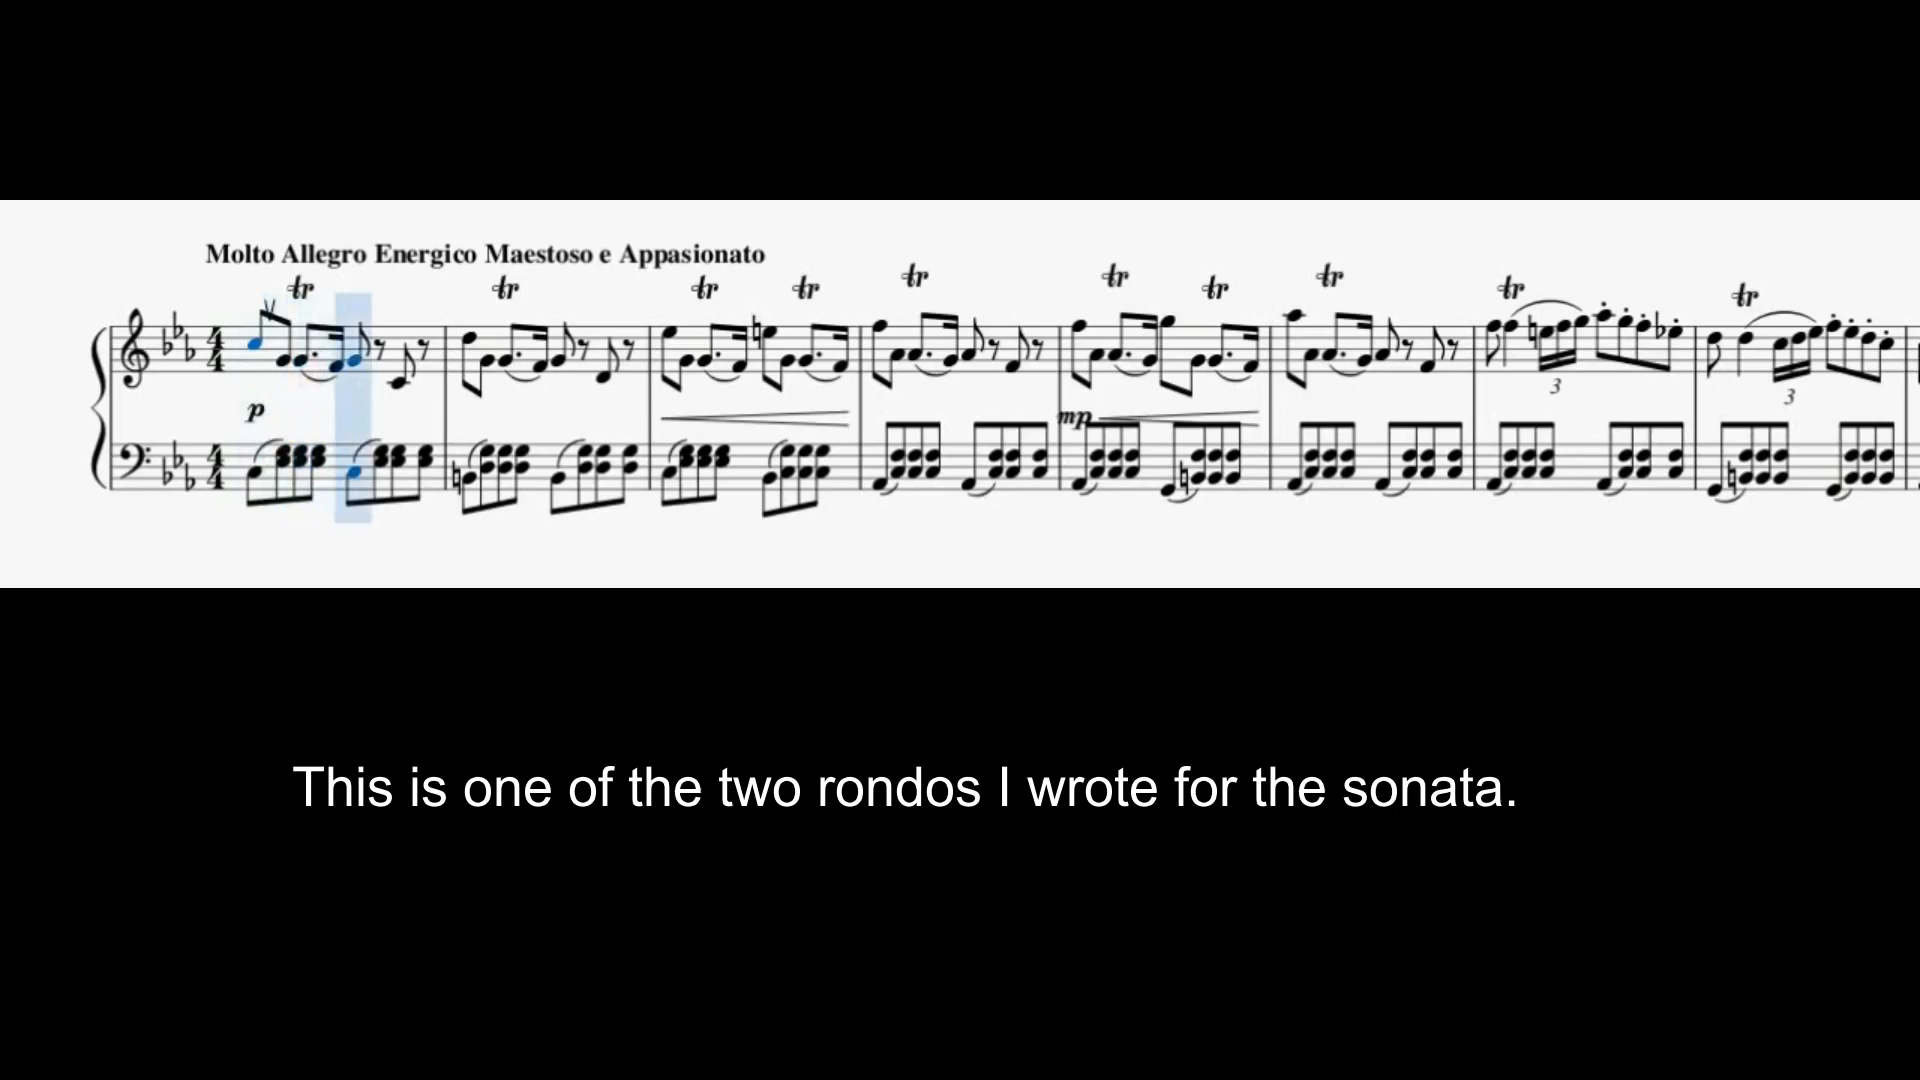 Molto Allegro Energico Maestoso e Appasionato
tr tr tr tr tr tr tr tr tr tr
p mp
3 3
This is one of the two rondos I wrote for the sonata.